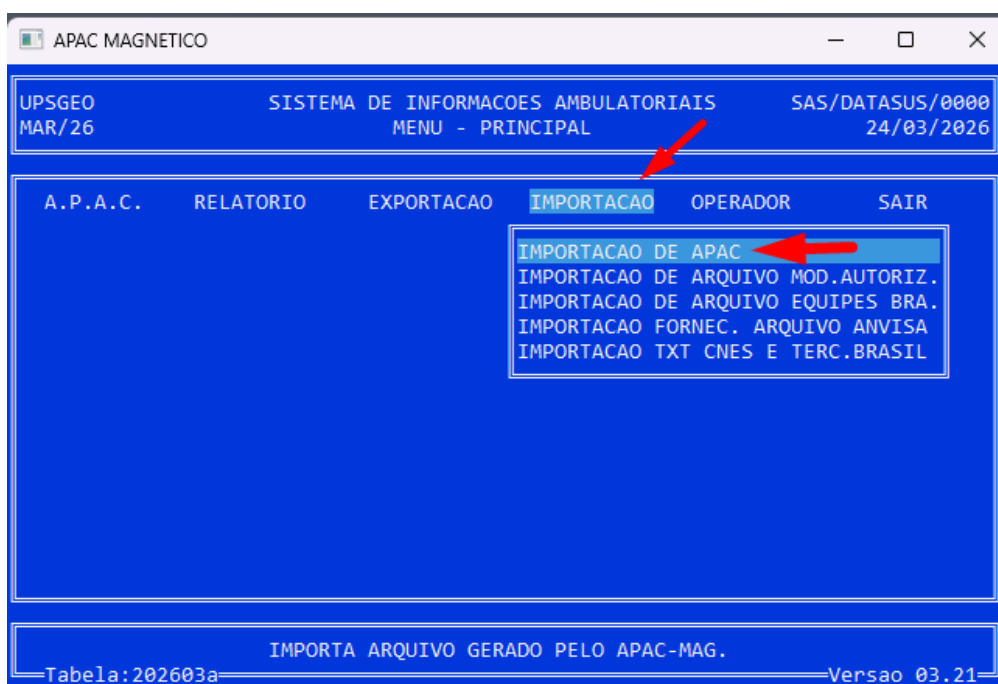 APAC MAGNETICO
UPSGEO SISTEMA DE INFORMACOES AMBULATORIAIS SAS/DATASUS/0000
MAR/26 MENU - PRINCIPAL 24/03/2026
A.P.A.C. RELATORIO EXPORTACAO IMPORTACAO OPERADOR SAIR
IMPORTACAO DE APAC
IMPORTACAO DE ARQUIVO MOD.AUTORIZ.
IMPORTACAO DE ARQUIVO EQUIPES BRA.
IMPORTACAO FORNEC. ARQUIVO ANVISA
IMPORTACAO TXT CNES E TERC.BRASIL
IMPORTA ARQUIVO GERADO PELO APAC-MAG.
Tabela:202603a Versao 03.21